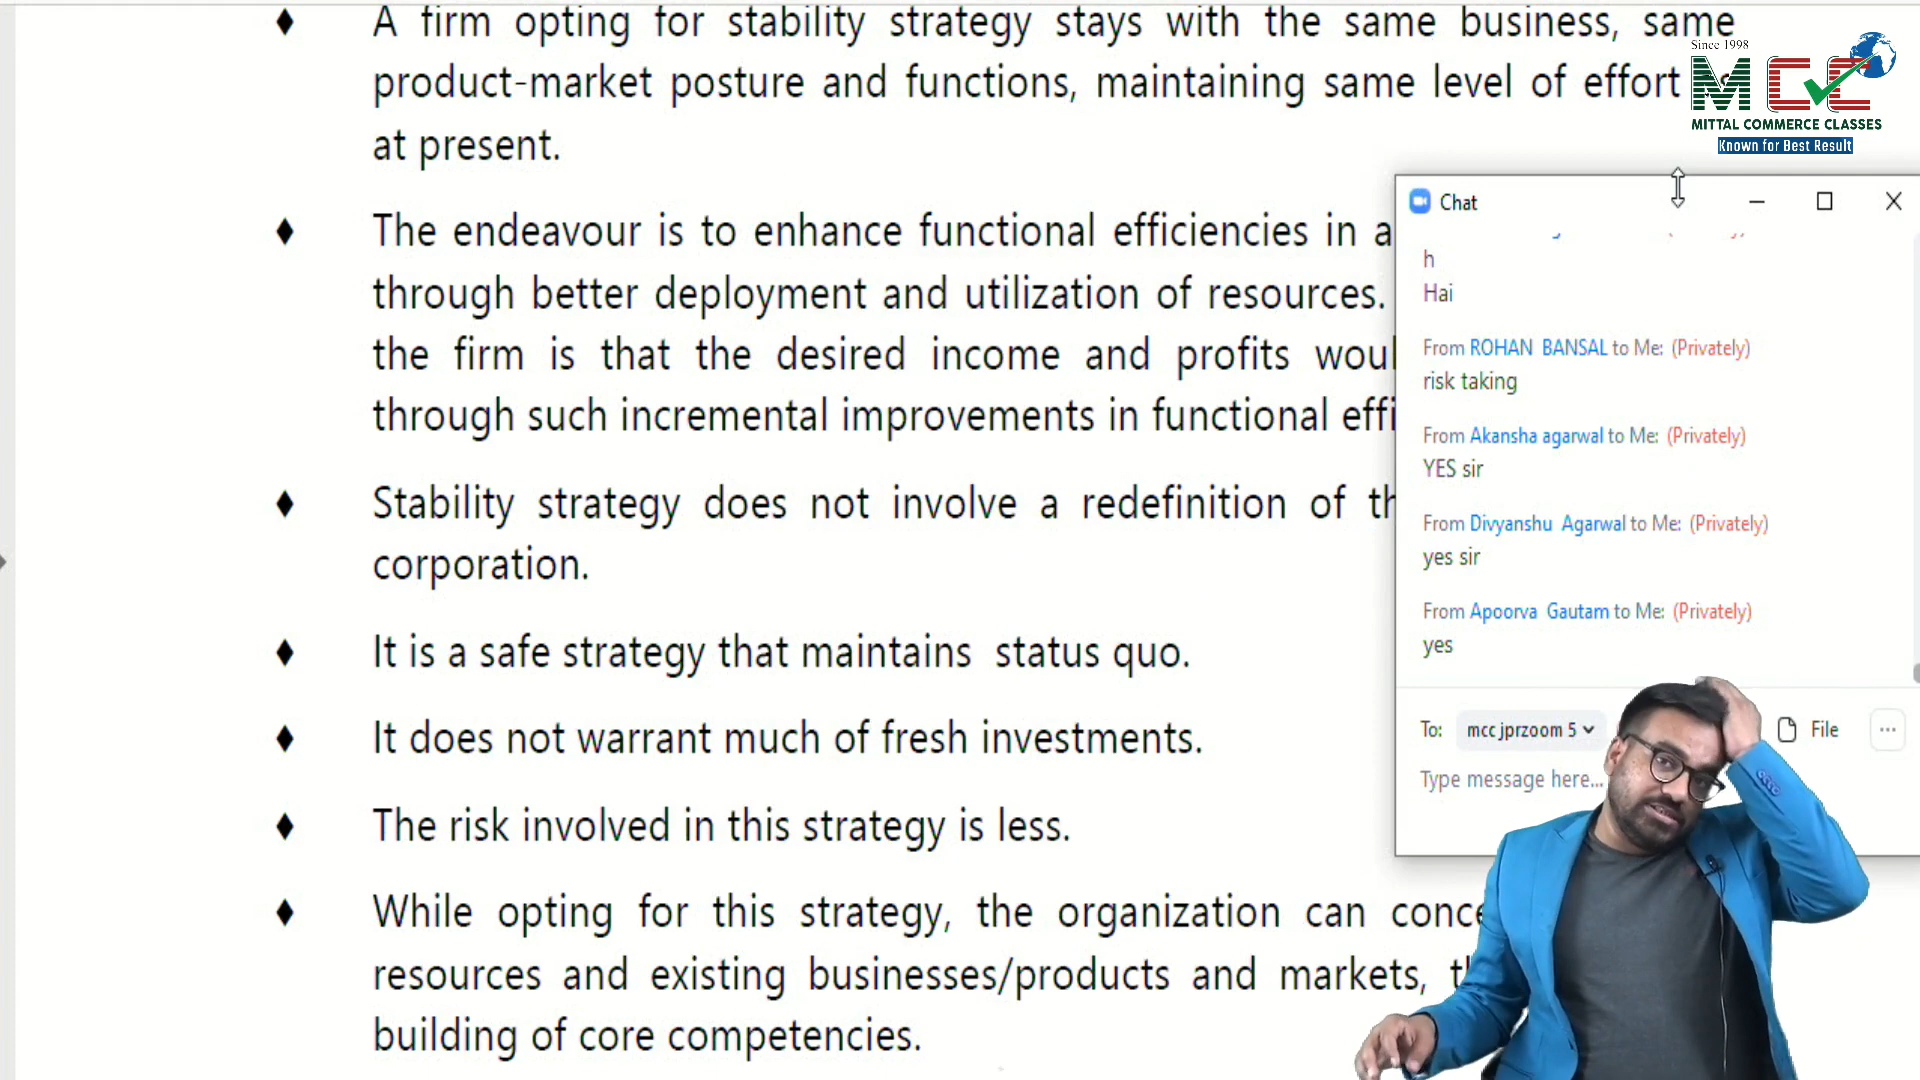 ♦ A firm opting for stability strategy stays with the same business, same
product-market posture and functions, maintaining same level of effort
at present.
♦ The endeavour is to enhance functional efficiencies in a
through better deployment and utilization of resources.
the firm is that the desired income and profits
through such incremental improvements in functional
♦ Stability strategy does not involve a redefinition of
corporation.
♦ It is a safe strategy that maintains status quo.
♦ It does not warrant much of fresh investments.
♦ The risk involved in this strategy is less.
♦ While opting for this strategy, the organization can
resources and existing businesses/products and markets,
building of core competencies.
Since 1998
MCC
MITTAL COMMERCE CLASSES
Known for Best Result
Chat
h
Hai
From ROHAN BANSAL to Me: (Privately)
risk taking
From Akansha agarwal to Me: (Privately)
YES sir
From Divyanshu Agarwal to Me: (Privately)
yes sir
From Apoorva Gautam to Me: (Privately)
yes
To: mcc jprzoom 5 File ...
Type message here...